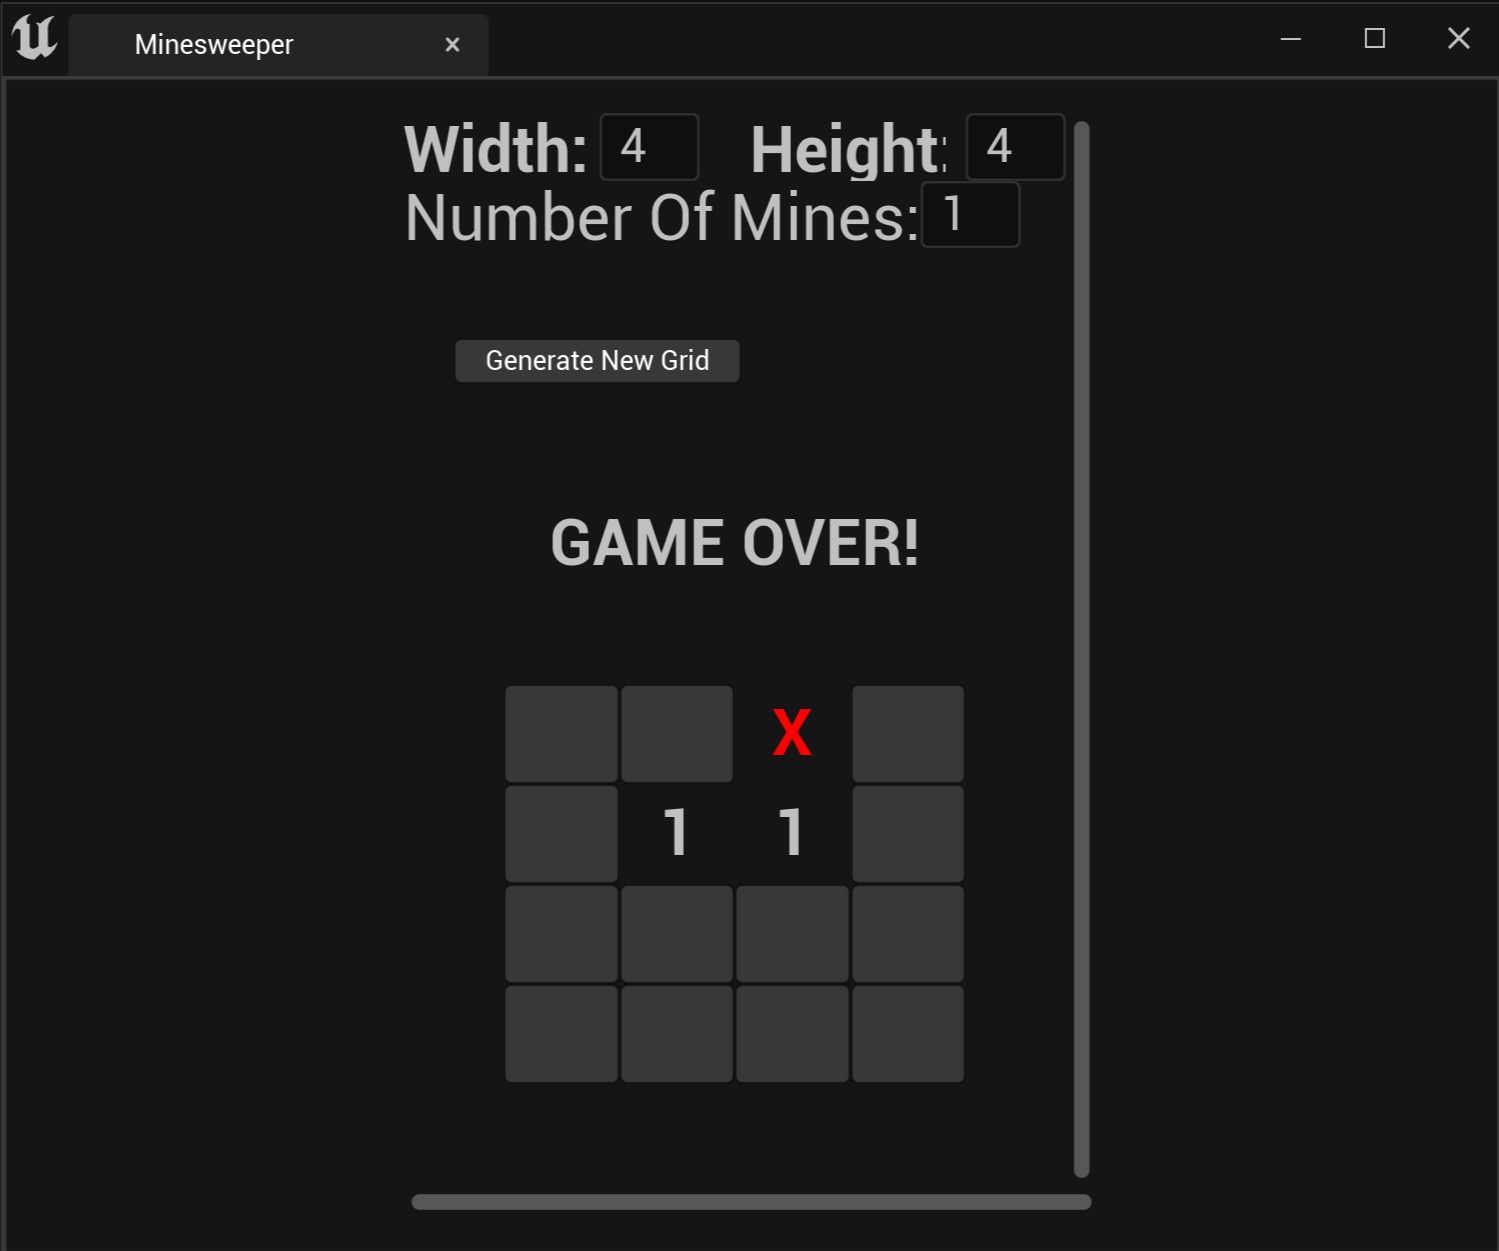 Minesweeper
Width: 4 Height: 4
Number Of Mines: 1
Generate New Grid
GAME OVER!
X
1 1